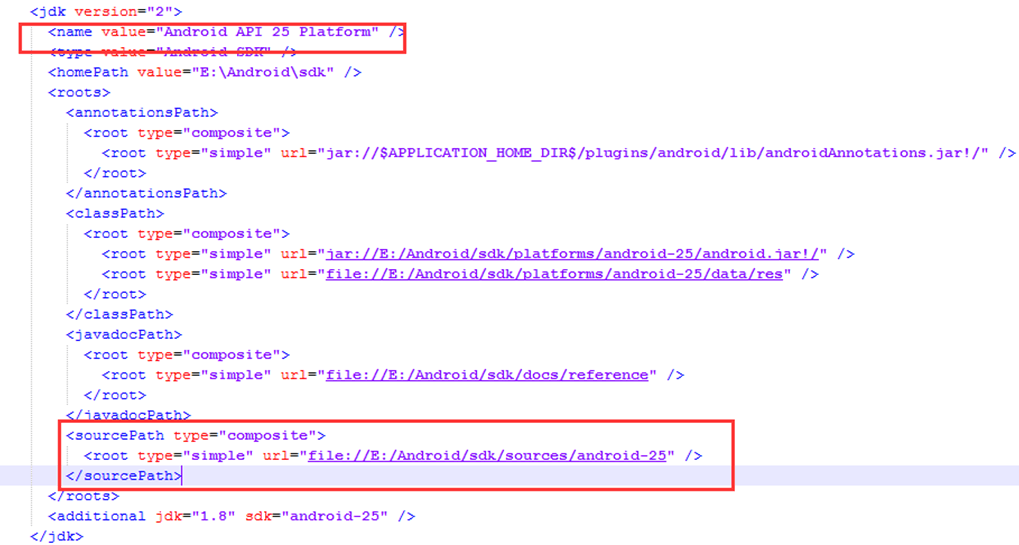 <jdk version="2">
<name value="Android API 25 Platform" />
<type value="Android SDK" />
<homePath value="E:\Android\sdk" />
<roots>
<annotationsPath>
<root type="composite">
<root type="simple" url="jar://$APPLICATION_HOME_DIR$/plugins/android/lib/androidAnnotations.jar!/" />
</root>
</annotationsPath>
<classPath>
<root type="composite">
<root type="simple" url="jar://E:/Android/sdk/platforms/android-25/android.jar!/" />
<root type="simple" url="file://E:/Android/sdk/platforms/android-25/data/res" />
</root>
</classPath>
<javadocPath>
<root type="composite">
<root type="simple" url="file://E:/Android/sdk/docs/reference" />
</root>
</javadocPath>
<sourcePath type="composite">
<root type="simple" url="file://E:/Android/sdk/sources/android-25" />
</sourcePath>
</roots>
<additional jdk="1.8" sdk="android-25" />
</jdk>